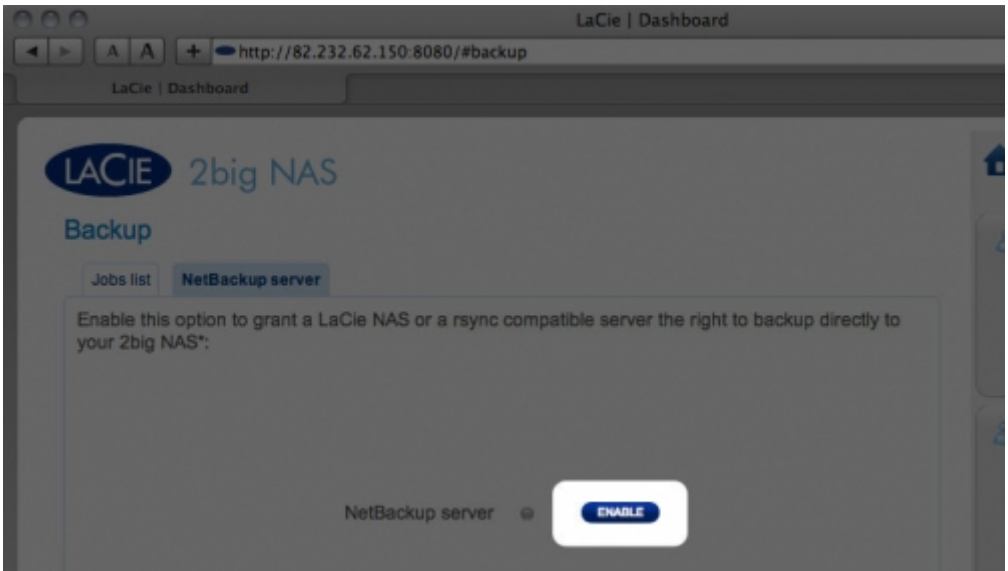 LaCie | Dashboard
A A + http://82.232.62.150:8080/#backup
LaCie | Dashboard
LACIE 2big NAS
Backup
Jobs list NetBackup server
Enable this option to grant a LaCie NAS or a rsync compatible server the right to backup directly to
your 2big NAS*:
NetBackup server ENABLE